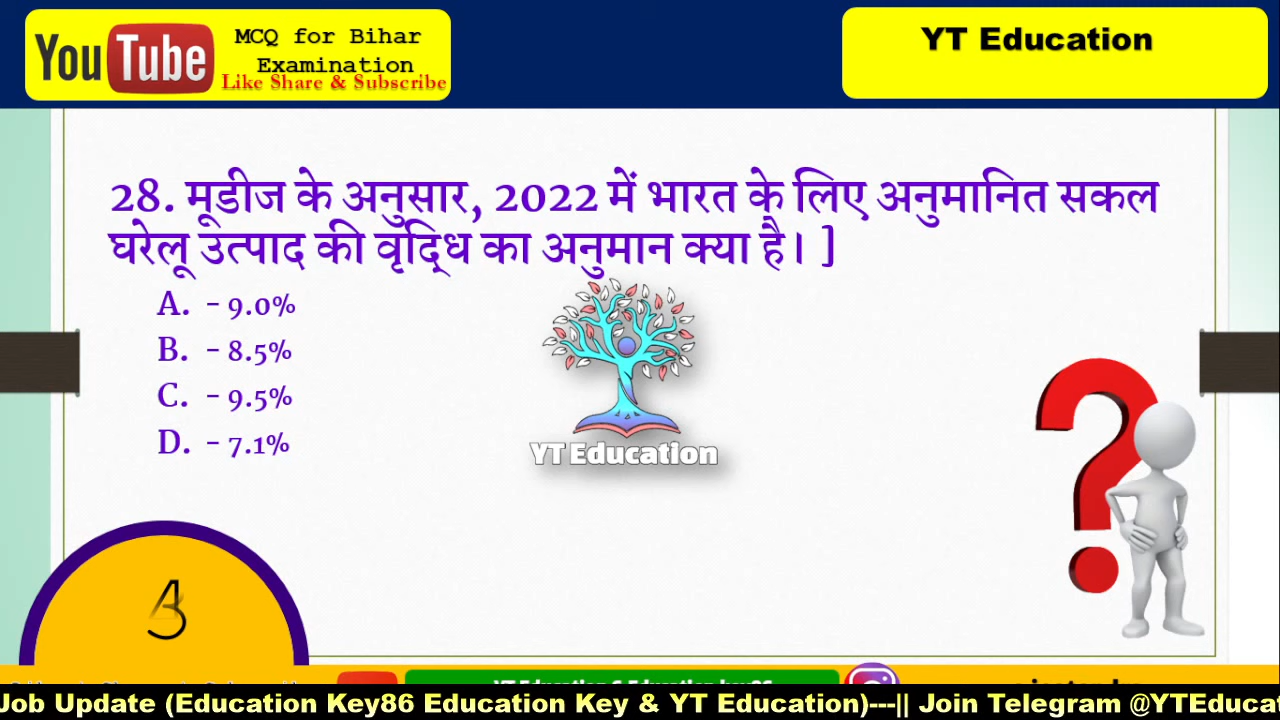 YouTube
MCQ for Bihar
Examination
Like Share & Subscribe
YT Education
28. मूडीज के अनुसार, 2022 में भारत के लिए अनुमानित सकल
घरेलू उत्पाद की वृद्धि का अनुमान क्या है। ]
A. - 9.0%
B. - 8.5%
C. - 9.5%
D. - 7.1%
YT Education
Job Update (Education Key86 Education Key & YT Education)---|| Join Telegram @YTEduca